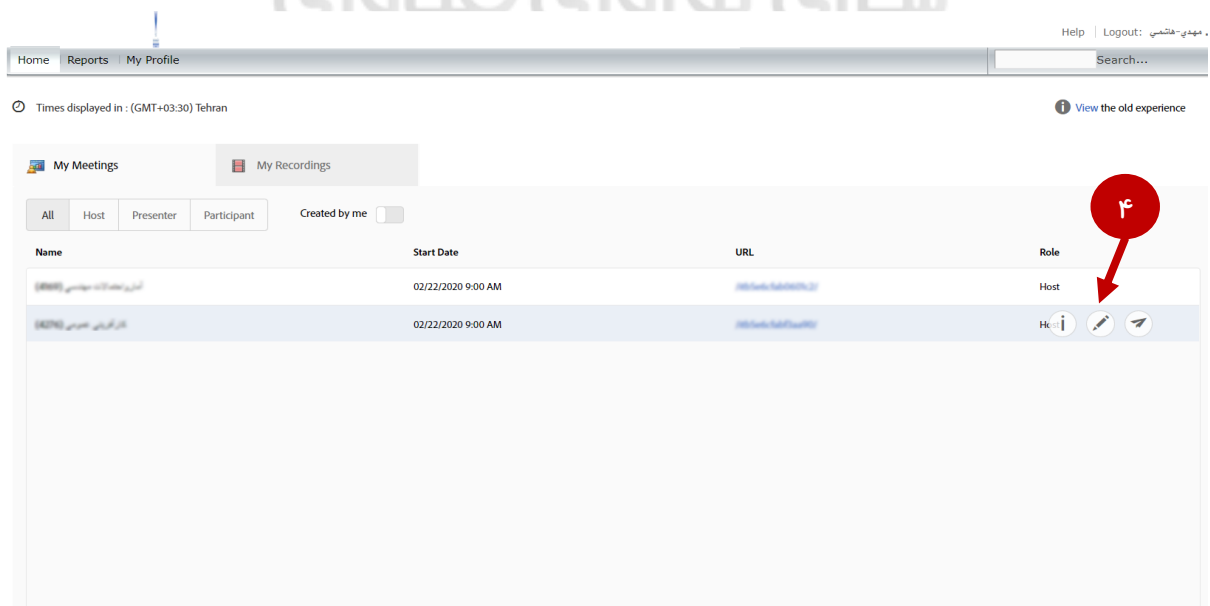 Help | Logout: مهدي-هاشمي
Home Reports My Profile Search...
Times displayed in : (GMT+03:30) Tehran
View the old experience
My Meetings My Recordings
All Host Presenter Participant Created by me
۴
Name Start Date URL Role
02/22/2020 9:00 AM Host
02/22/2020 9:00 AM Host